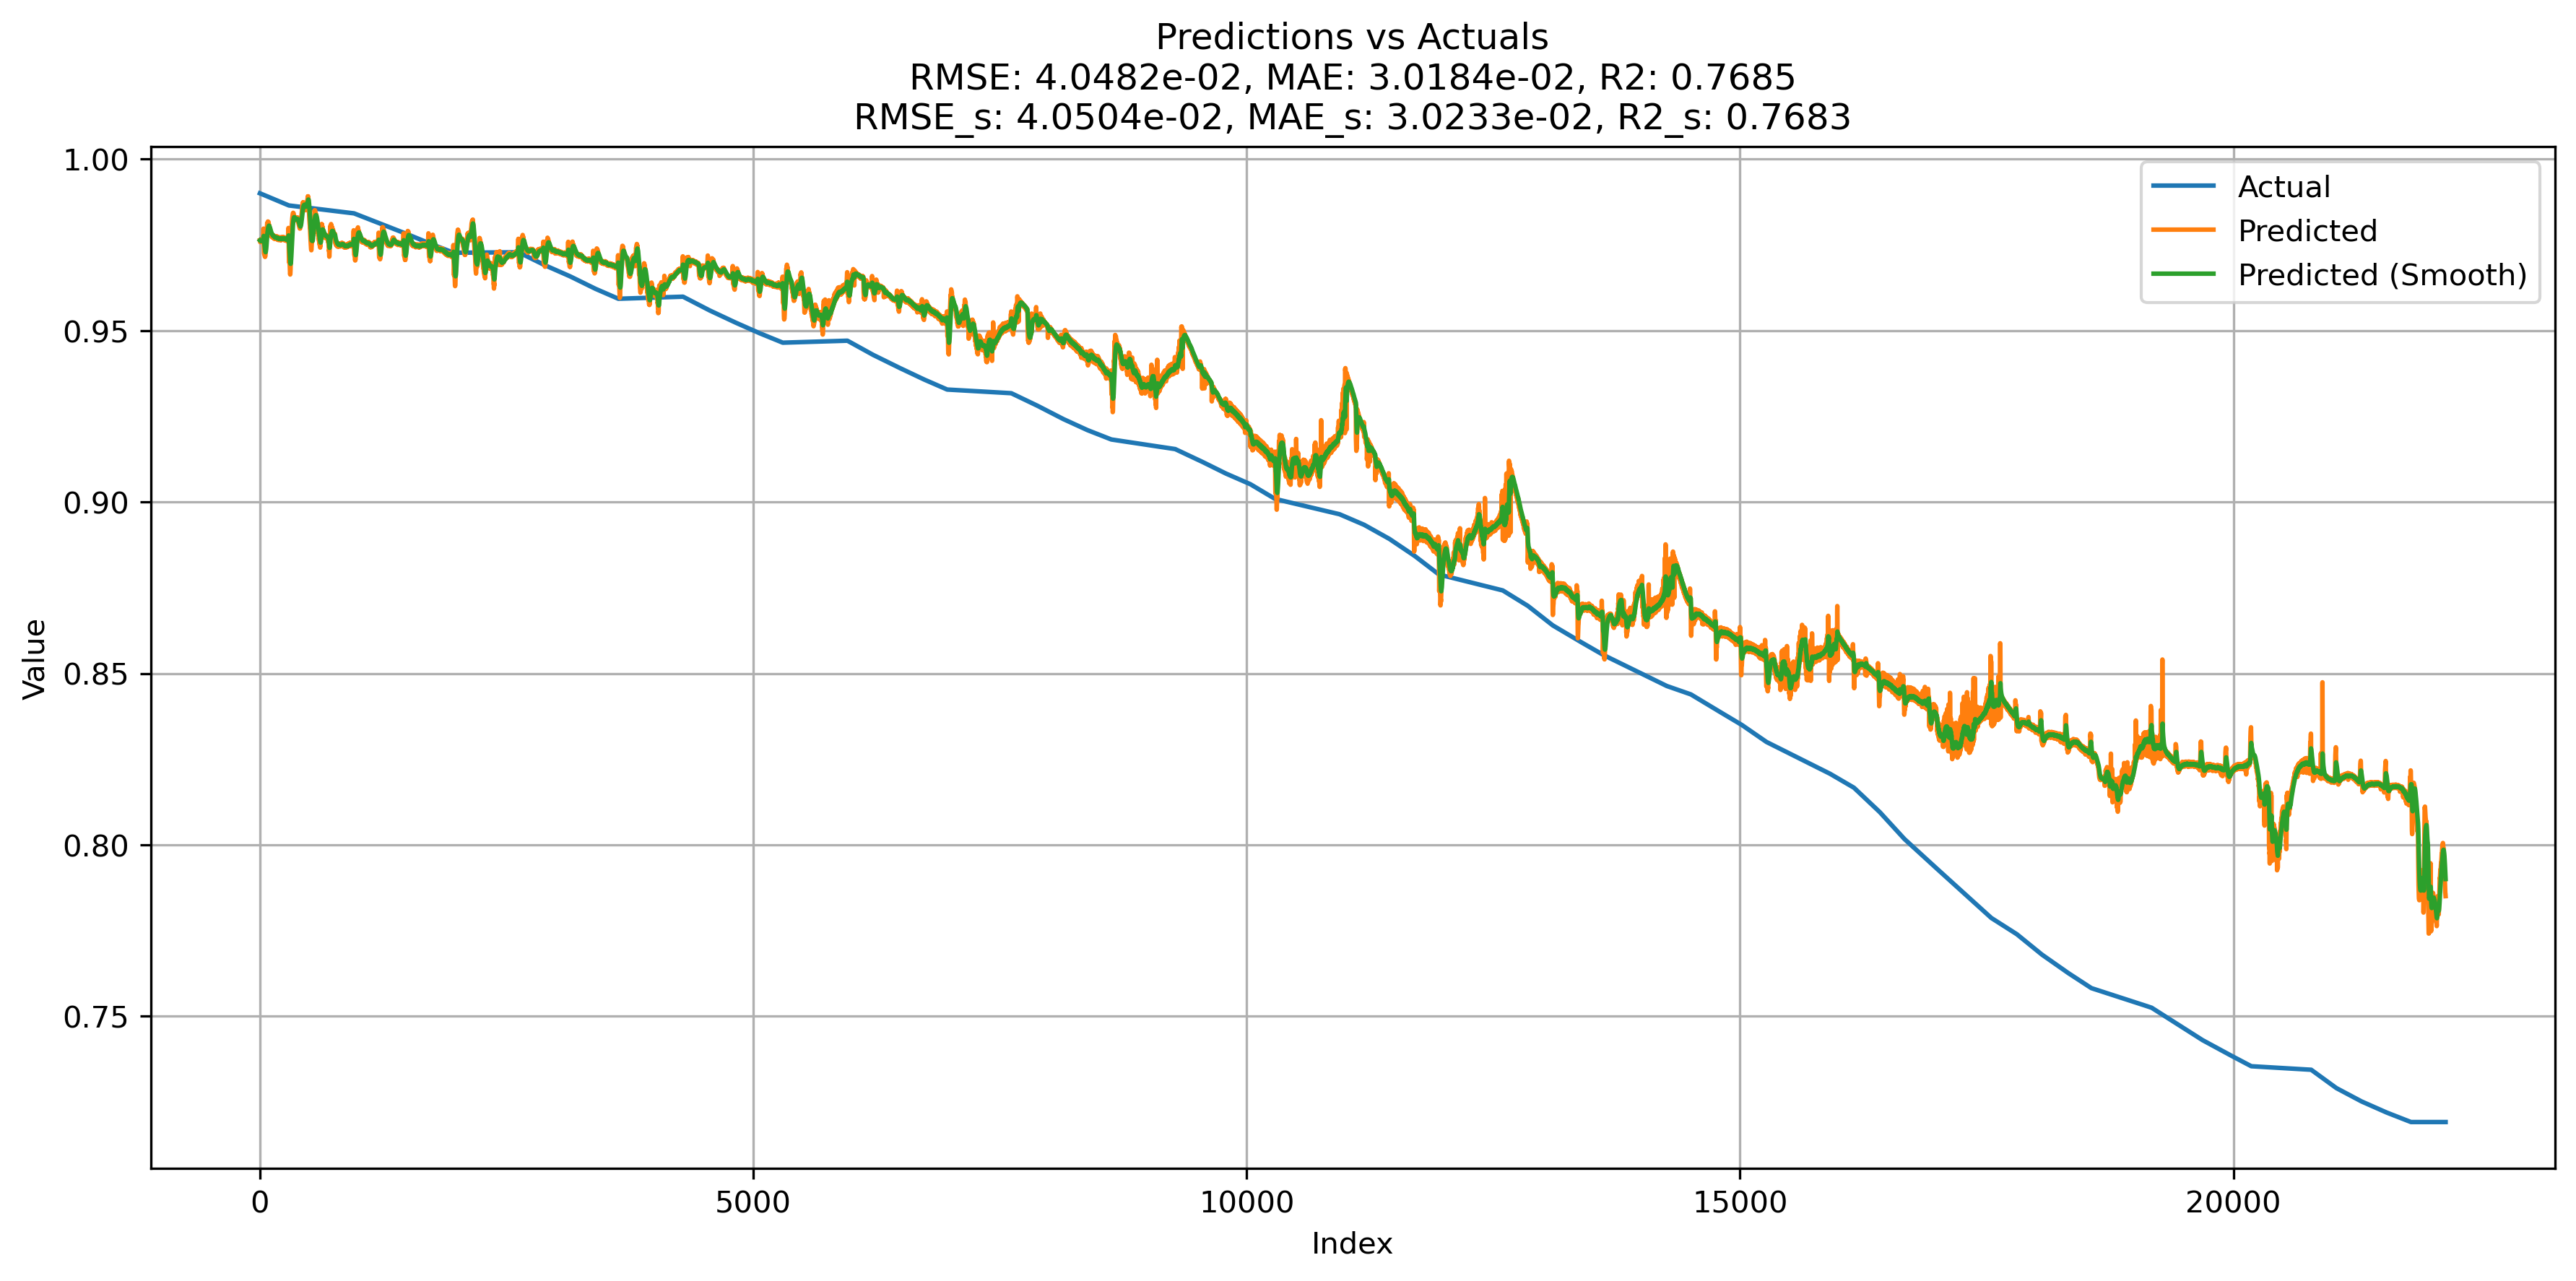 Predictions vs Actuals
RMSE: 4.0482e-02, MAE: 3.0184e-02, R2: 0.7685
RMSE_s: 4.0504e-02, MAE_s: 3.0233e-02, R2_s: 0.7683
1.00
0.95
0.90
0.85
0.80
0.75
Value
Actual
Predicted
Predicted (Smooth)
0
5000
10000
15000
20000
Index